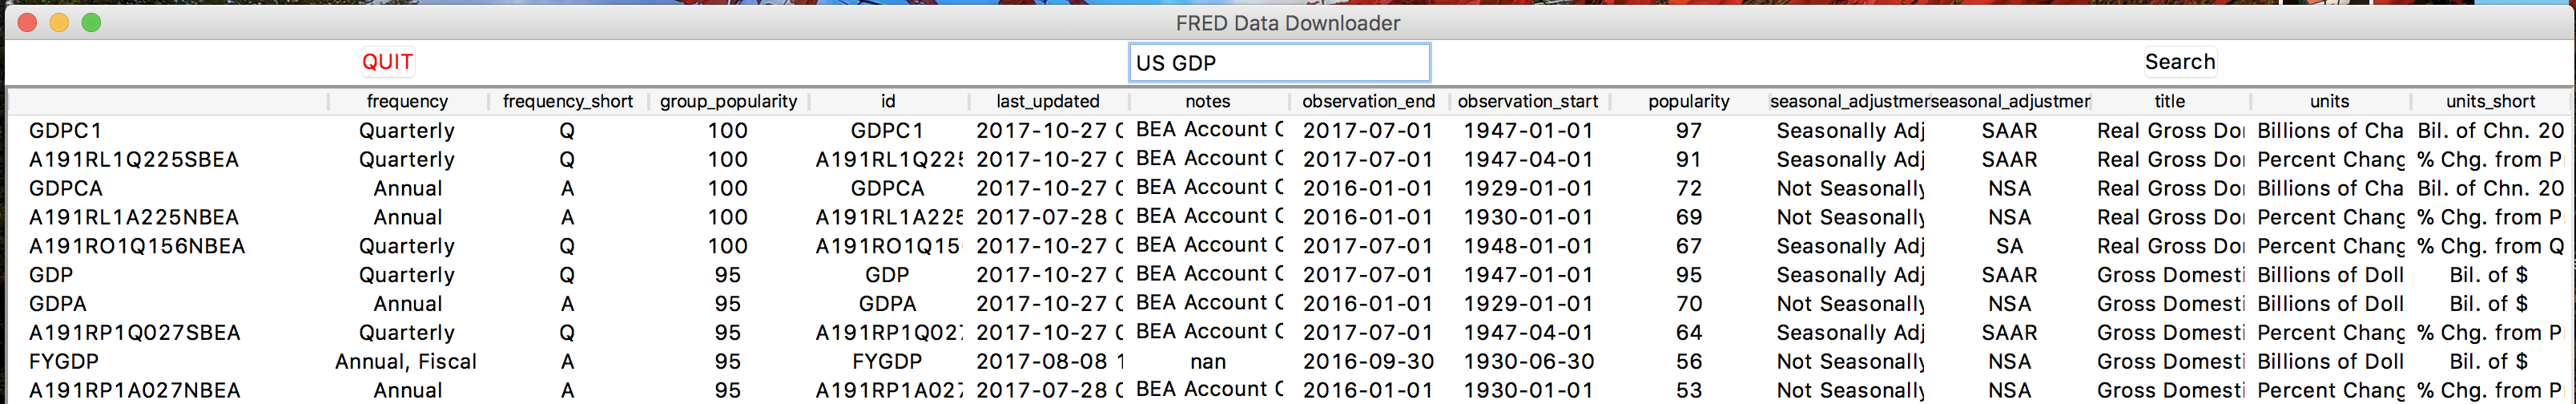 FRED Data Downloader
QUIT US GDP Search
frequency frequency_short group_popularity id last_updated notes observation_end observation_start popularity seasonal_adjustmer seasonal_adjustmer title units units_short
GDPC1 Quarterly Q 100 GDPC1 2017-10-27 BEA Account 2017-07-01 1947-01-01 97 Seasonally Adj SAAR Real Gross Do Billions of Cha Bil. of Chn. 20
A191RL1Q225SBEA Quarterly Q 100 A191RL1Q225 2017-10-27 BEA Account 2017-07-01 1947-04-01 91 Seasonally Adj SAAR Real Gross Do Percent Chang % Chg. from P
GDPCA Annual A 100 GDPCA 2017-07-28 BEA Account 2016-01-01 1929-01-01 72 Not Seasonally NSA Real Gross Do Billions of Cha Bil. of Chn. 20
A191RL1A225NBEA Annual A 100 A191RL1A225 2017-07-28 BEA Account 2016-01-01 1930-01-01 69 Not Seasonally NSA Real Gross Do Percent Chang % Chg. from P
A191RO1Q156NBEA Quarterly Q 100 A191RO1Q15 2017-10-27 BEA Account 2017-07-01 1948-01-01 67 Seasonally Adj SA Real Gross Do Percent Chang % Chg. from Q
GDP Quarterly Q 95 GDP 2017-10-27 BEA Account 2017-07-01 1947-01-01 95 Seasonally Adj SAAR Gross Domesti Billions of Doll Bil. of $
GDPA Annual A 95 GDPA 2017-10-27 BEA Account 2016-01-01 1929-01-01 70 Not Seasonally NSA Gross Domesti Billions of Doll Bil. of $
A191RP1Q027SBEA Quarterly Q 95 A191RP1Q027 2017-10-27 BEA Account 2017-07-01 1947-04-01 64 Seasonally Adj SAAR Gross Domesti Percent Chang % Chg. from P
FYGDP Annual, Fiscal A 95 FYGDP 2017-08-08 1 nan 2016-09-30 1930-06-30 56 Not Seasonally NSA Gross Domesti Billions of Doll Bil. of $
A191RP1A027NBEA Annual A 95 A191RP1A027 2017-07-28 BEA Account 2016-01-01 1930-01-01 53 Not Seasonally NSA Gross Domesti Percent Chang % Chg. from P